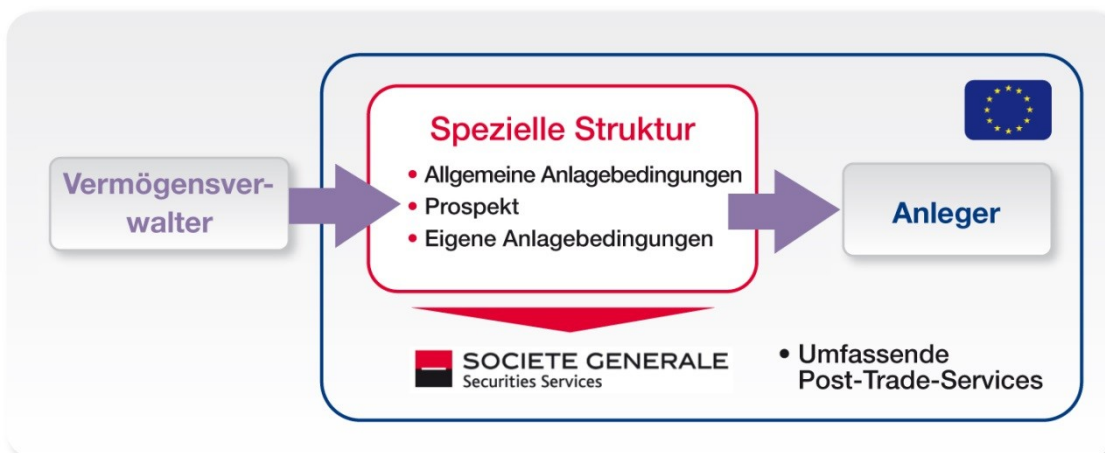 Vermögensver-
walter
Spezielle Struktur
• Allgemeine Anlagebedingungen
• Prospekt
• Eigene Anlagebedingungen
Anleger
SOCIETE GENERALE
Securities Services
• Umfassende
Post-Trade-Services